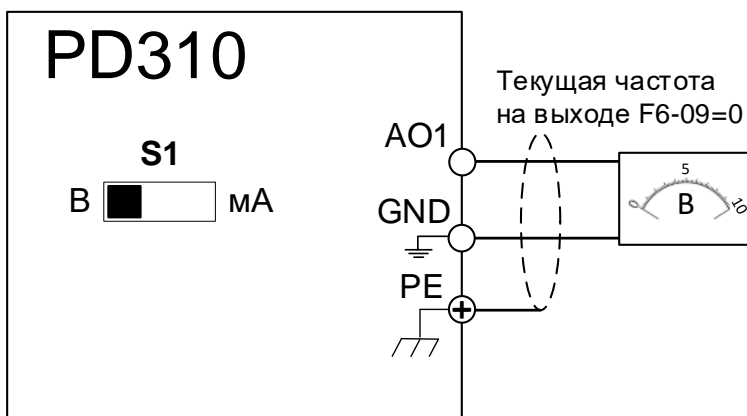 PD310
Текущая частота
на выходе F6-09=0
S1
В
мА
AO1
GND
PE
0
5
10
В